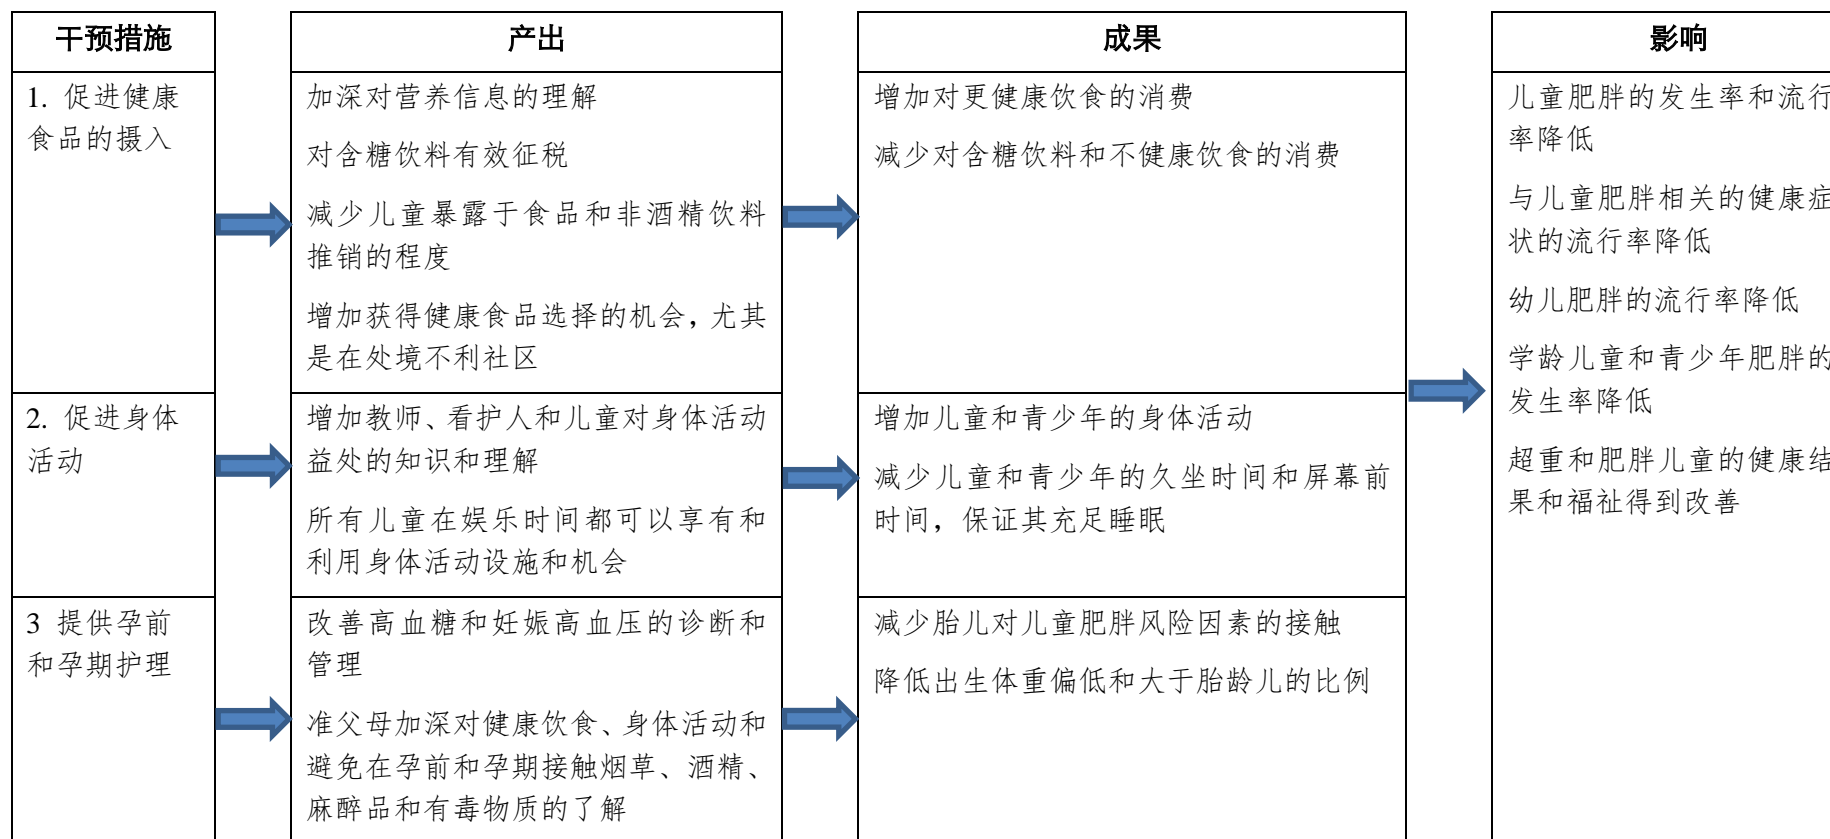 干预措施
产出
成果
影响
1. 促进健康
食品的摄入
加深对营养信息的理解
对含糖饮料有效征税
减少儿童暴露于食品和非酒精饮料
推销的程度
增加获得健康食品选择的机会，尤其
是在处境不利社区
增加对更健康饮食的消费
减少对含糖饮料和不健康饮食的消费
儿童肥胖的发生率和流行
率降低
与儿童肥胖相关的健康症
状的流行率降低
幼儿肥胖的流行率降低
学龄儿童和青少年肥胖的
发生率降低
超重和肥胖儿童的健康结
果和福祉得到改善
2. 促进身体
活动
增加教师、看护人和儿童对身体活动
益处的知识和理解
所有儿童在娱乐时间都可以享有和
利用身体活动设施和机会
增加儿童和青少年的身体活动
减少儿童和青少年的久坐时间和屏幕前
时间，保证其充足睡眠
3 提供孕前
和孕期护理
改善高血糖和妊娠高血压的诊断和
管理
准父母加深对健康饮食、身体活动和
避免在孕前和孕期接触烟草、酒精、
麻醉品和有毒物质的了解
减少胎儿对儿童肥胖风险因素的接触
降低出生体重偏低和大于胎龄儿的比例